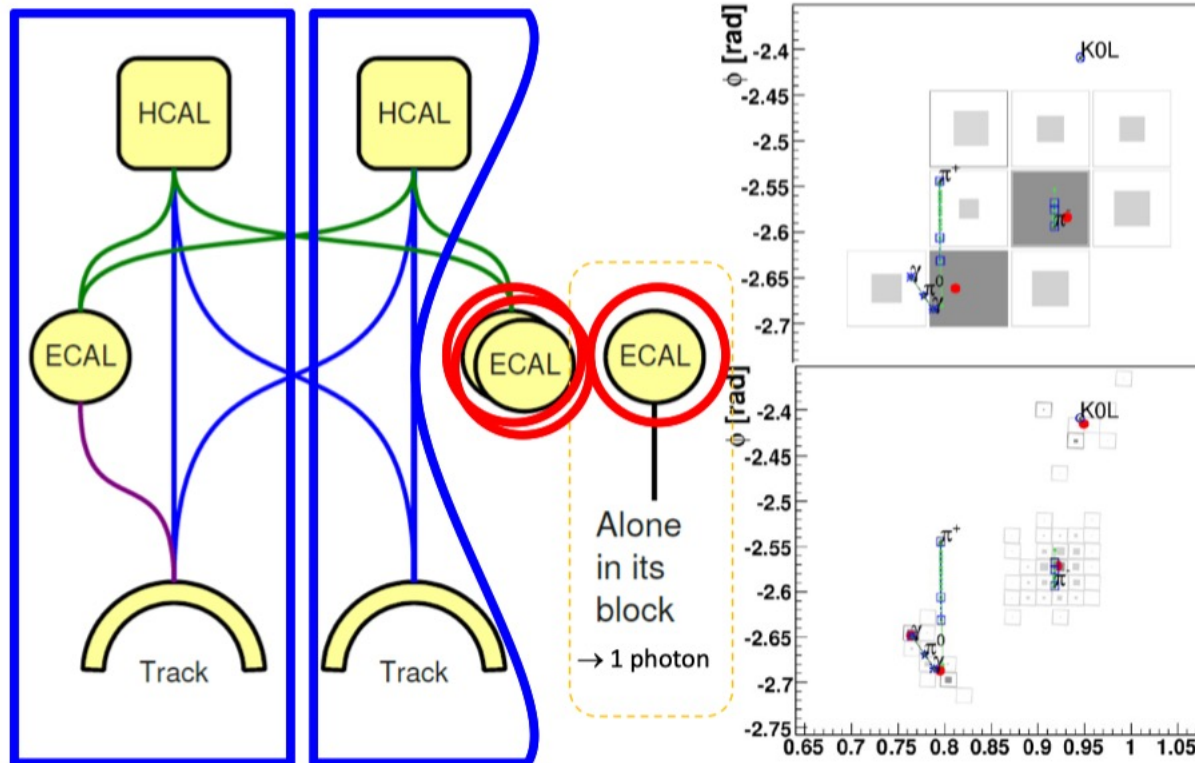 HCAL
HCAL
ECAL
ECAL
ECAL
Track
Track
Alone
in its
block
→ 1 photon
ϕ [rad]
-2.4
-2.45
-2.5
-2.55
-2.6
-2.65
-2.7
K0L
π+
π-
γ
π0
γ
ϕ [rad]
-2.4
-2.45
-2.5
-2.55
-2.6
-2.65
-2.7
-2.75
K0L
π+
π-
γ
π0
γ
0.65 0.7 0.75 0.8 0.85 0.9 0.95 1 1.05